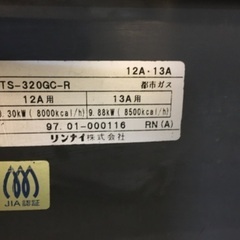 12A・13A
TS-320GC-R 都市ガス
12A用 13A用
.30kW ( 8000kcal/h) 9.88kW ( 8500kcal/h)
97. 01-000116 RN(A)
リンナイ株式会社
JIA認証